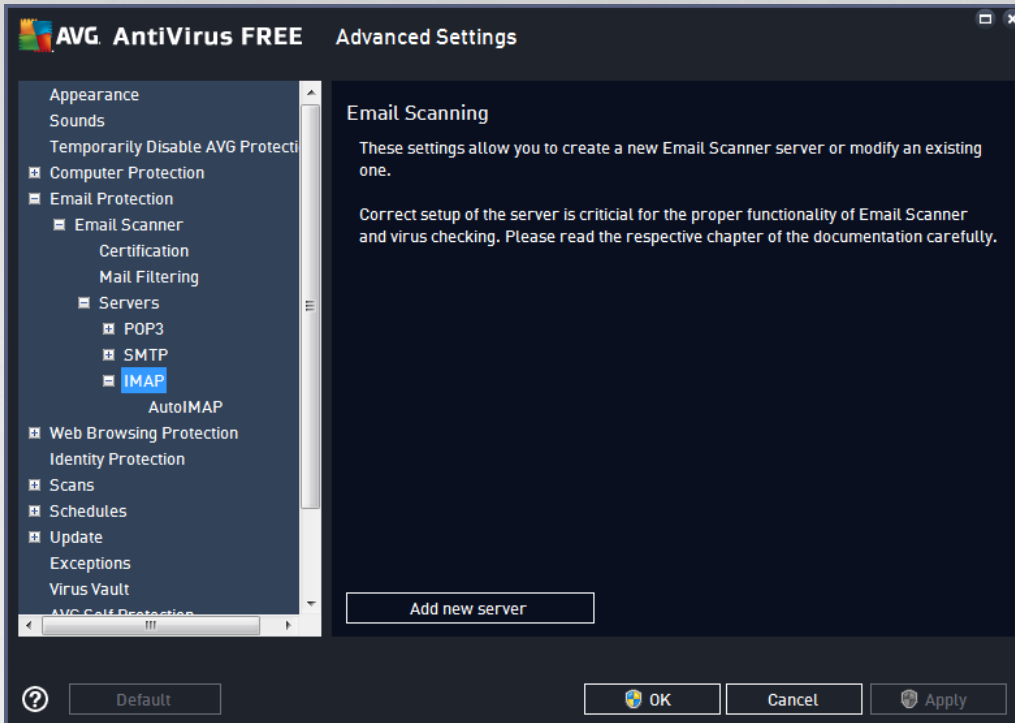 AVG AntiVirus FREE Advanced Settings
Appearance
Sounds
Temporarily Disable AVG Protecti
Computer Protection
Email Protection
Email Scanner
Certification
Mail Filtering
Servers
POP3
SMTP
IMAP
AutoIMAP
Web Browsing Protection
Identity Protection
Scans
Schedules
Update
Exceptions
Virus Vault
AVG Self Protection
Email Scanning
These settings allow you to create a new Email Scanner server or modify an existing
one.
Correct setup of the server is criticial for the proper functionality of Email Scanner
and virus checking. Please read the respective chapter of the documentation carefully.
Add new server
? Default OK Cancel Apply